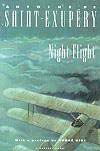 ANTOINE DE
SAINT-EXUPÉRY
Night Flight
With a preface by ANDRÉ GIDE